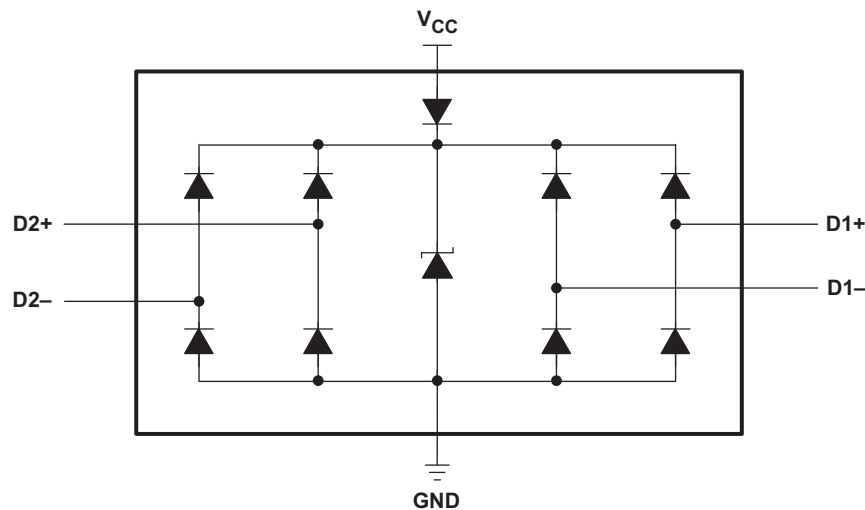 VCC
D2+
D1+
D2–
D1–
GND